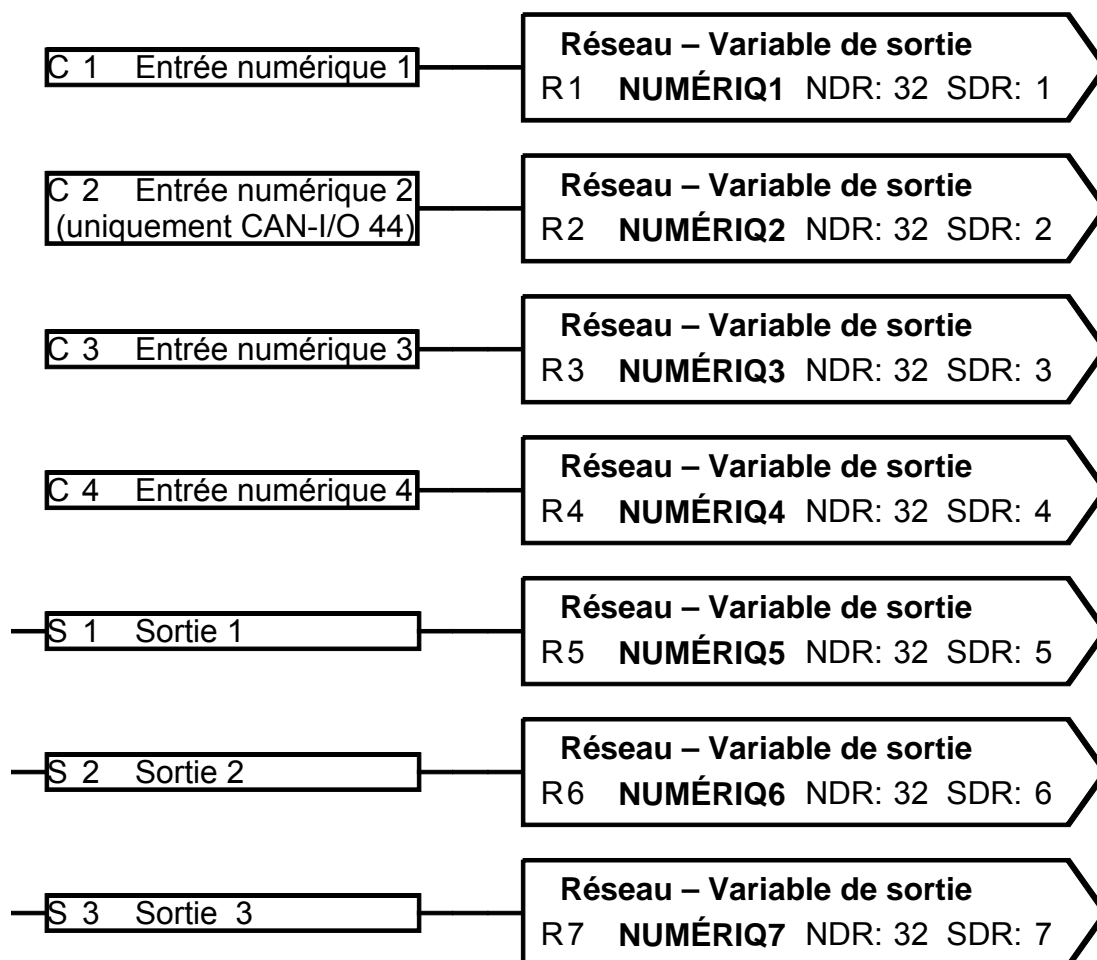 Réseau – Variable de sortie
C 1 Entrée numérique 1
R1 NUMÉRIQ1 NDR: 32 SDR: 1
C 2 Entrée numérique 2
(uniquement CAN-I/O 44)
Réseau – Variable de sortie
R2 NUMÉRIQ2 NDR: 32 SDR: 2
C 3 Entrée numérique 3
Réseau – Variable de sortie
R3 NUMÉRIQ3 NDR: 32 SDR: 3
C 4 Entrée numérique 4
Réseau – Variable de sortie
R4 NUMÉRIQ4 NDR: 32 SDR: 4
S 1 Sortie 1
Réseau – Variable de sortie
R5 NUMÉRIQ5 NDR: 32 SDR: 5
S 2 Sortie 2
Réseau – Variable de sortie
R6 NUMÉRIQ6 NDR: 32 SDR: 6
S 3 Sortie 3
Réseau – Variable de sortie
R7 NUMÉRIQ7 NDR: 32 SDR: 7